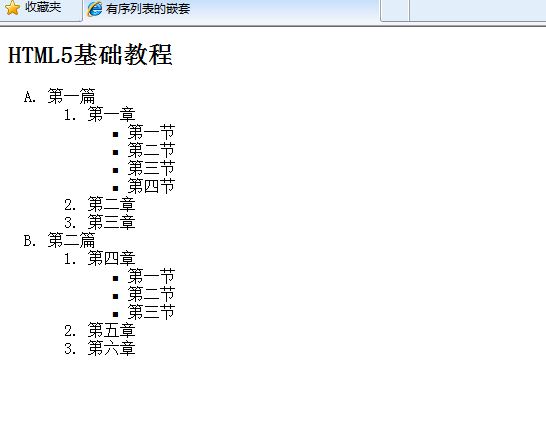 收藏夹 有序列表的嵌套
HTML5基础教程
A. 第一篇
1. 第一章
▪ 第一节
▪ 第二节
▪ 第三节
▪ 第四节
2. 第二章
3. 第三章
B. 第二篇
1. 第四章
▪ 第一节
▪ 第二节
▪ 第三节
2. 第五章
3. 第六章